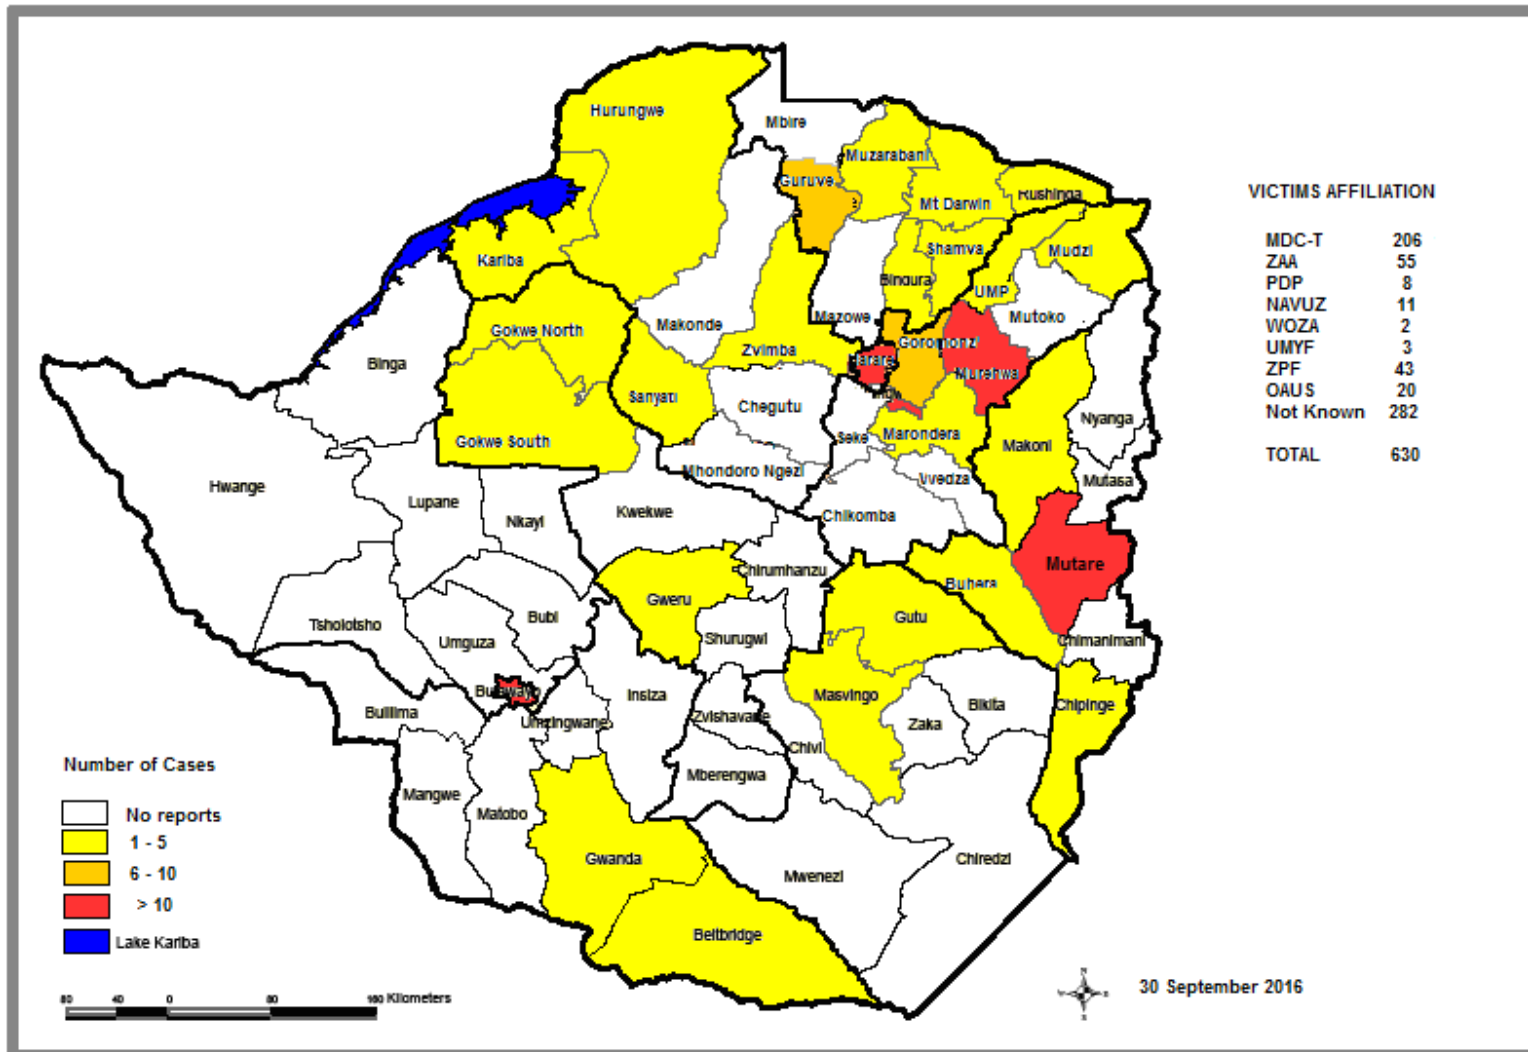 Hurungwe
Mbire
Muzarabani
Guruve
Rushinga
Mt Darwin
Kariba
Shamva
Mudzi
Bindura
UMP
Gokwe North
Makonde
Mazowe
Mutoko
Goromonzi
Zvimba
Harare
Murehwa
Binga
Sanyati
Chegutu
Nyanga
Gokwe South
Seke
Marondera
Makoni
Mhondoro Ngezi
Wedza
Mutasa
Hwange
Lupane
Nkayi
Kwekwe
Chikomba
Chirumhanzu
Mutare
Buhera
Gweru
Tsholotsho
Bubi
Gutu
Umguza
Shurugwi
Chimanimani
Bulawayo
Insiza
Masvingo
Bikita
Chipinge
Bulilima
Umzingwane
Zvishavane
Zaka
Chivi
Mberengwa
Mangwe
Matobo
Gwanda
Mwenezi
Chiredzi
Beitbridge
VICTIMS AFFILIATION
MDC-T 206
ZAA 55
PDP 8
NAVUZ 11
WOZA 2
UMYF 3
ZPF 43
OAUS 20
Not Known 282
TOTAL 630
Number of Cases
No reports
1 - 5
6 - 10
> 10
Lake Kariba
80 40 0 80 160 Kilometers
N
30 September 2016